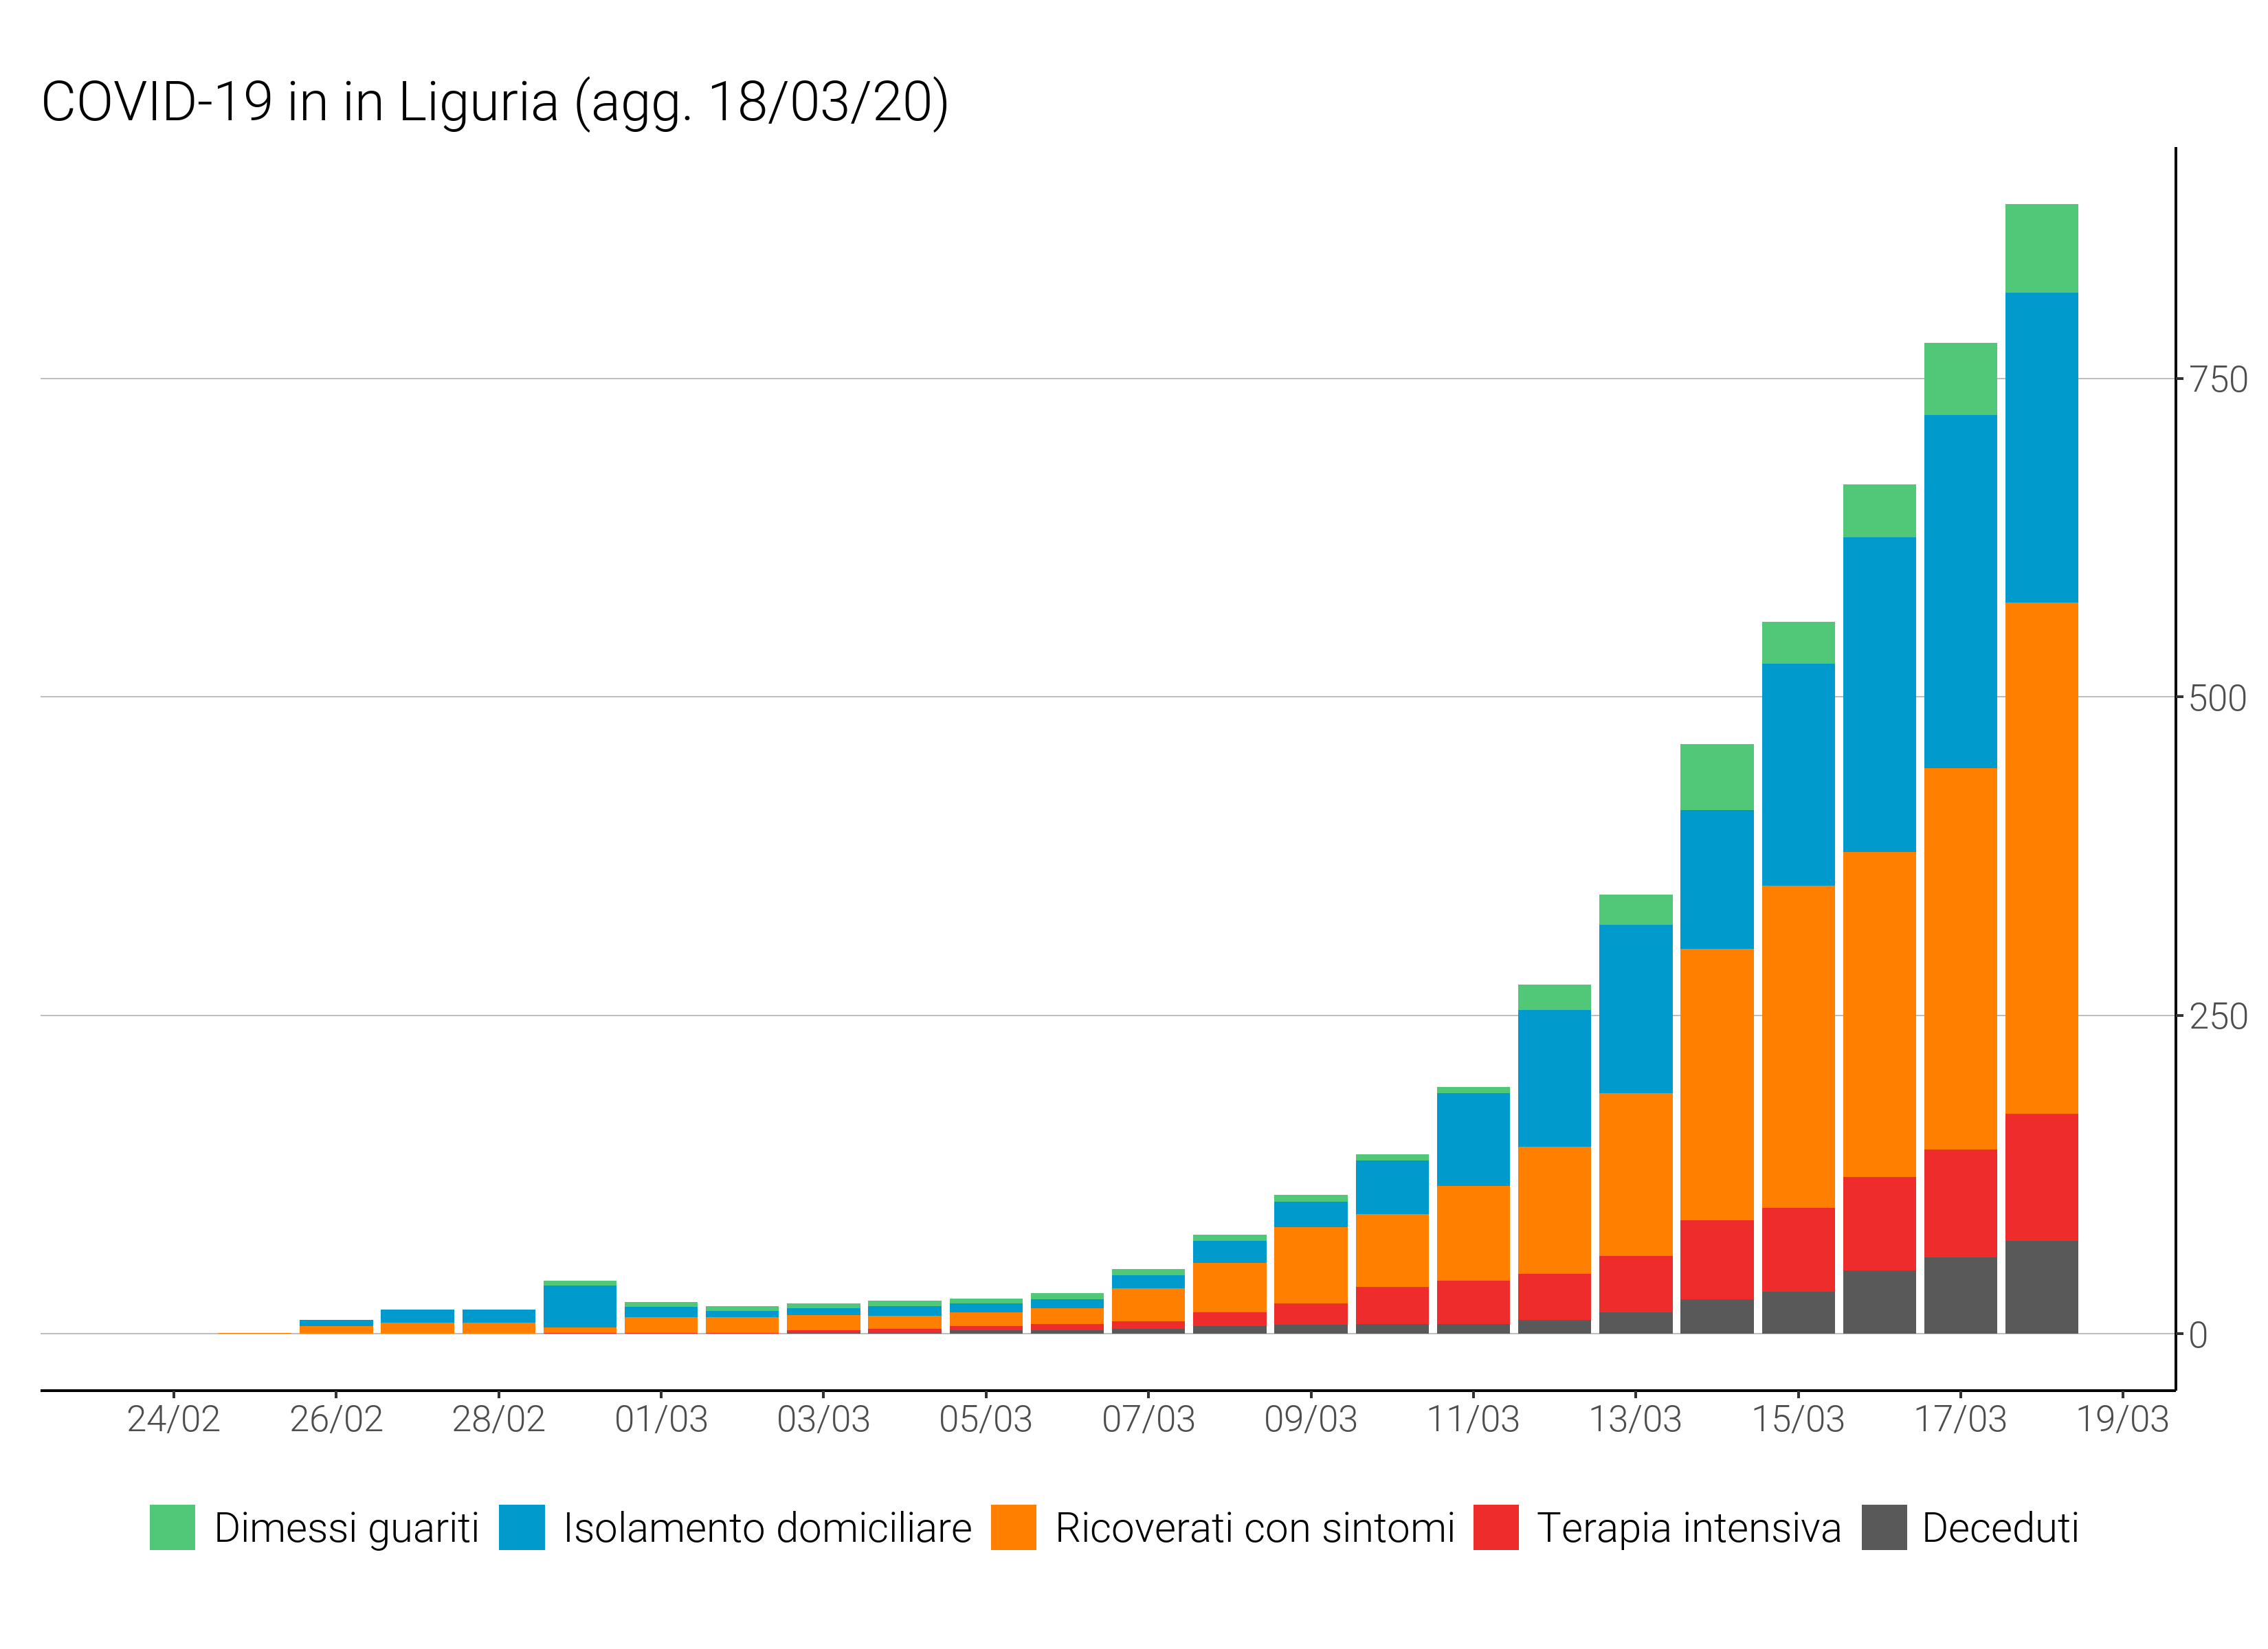 COVID-19 in in Liguria (agg. 18/03/20)
750
500
250
0
24/02 26/02 28/02 01/03 03/03 05/03 07/03 09/03 11/03 13/03 15/03 17/03 19/03
Dimessi guariti Isolamento domiciliare Ricoverati con sintomi Terapia intensiva Deceduti